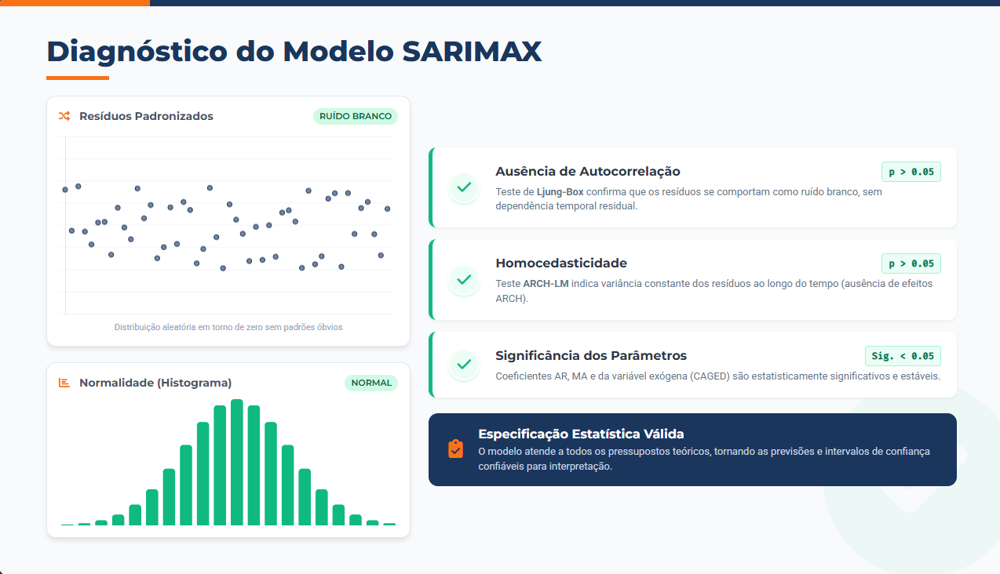 Diagnóstico do Modelo SARIMAX
Resíduos Padronizados
RUÍDO BRANCO
Distribuição aleatória em torno de zero sem padrões óbvios
Normalidade (Histograma)
NORMAL
Ausência de Autocorrelação
p > 0.05
Teste de Ljung-Box confirma que os resíduos se comportam como ruído branco, sem
dependência temporal residual.
Homocedasticidade
p > 0.05
Teste ARCH-LM indica variância constante dos resíduos ao longo do tempo (ausência de efeitos
ARCH).
Significância dos Parâmetros
Sig. < 0.05
Coeficientes AR, MA e da variável exógena (CAGED) são estatisticamente significativos e estáveis.
Especificação Estatística Válida
O modelo atende a todos os pressupostos teóricos, tornando as previsões e intervalos de confiança
confiáveis para interpretação.